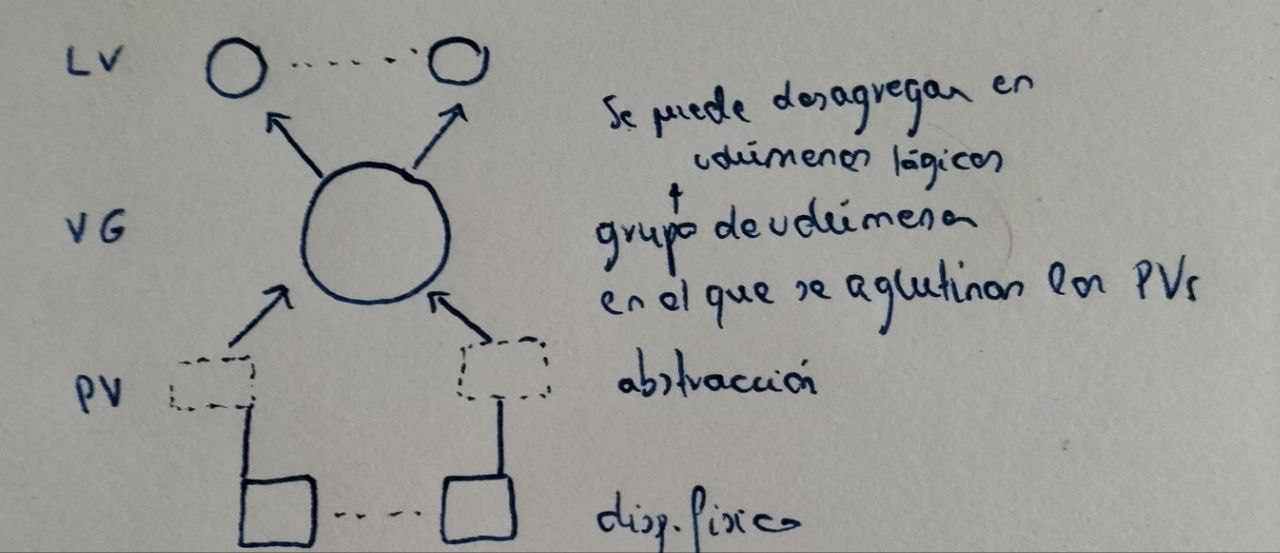 LV
Se puede desagregar en
volúmenes lógicos
VG
grupo de volúmenes
en el que se aglutinan los PVs
PV
abstracción
disp. físico